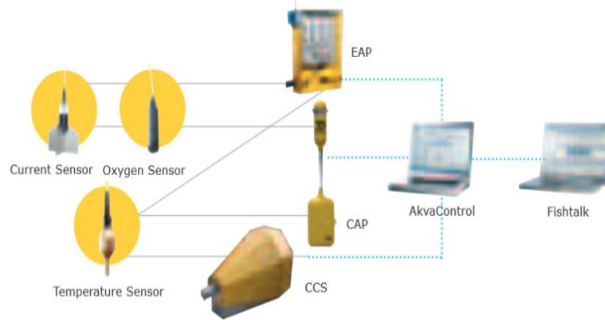 EAP
Current Sensor
Oxygen Sensor
CAP
AkvaControl
Fishtalk
Temperature Sensor
CCS